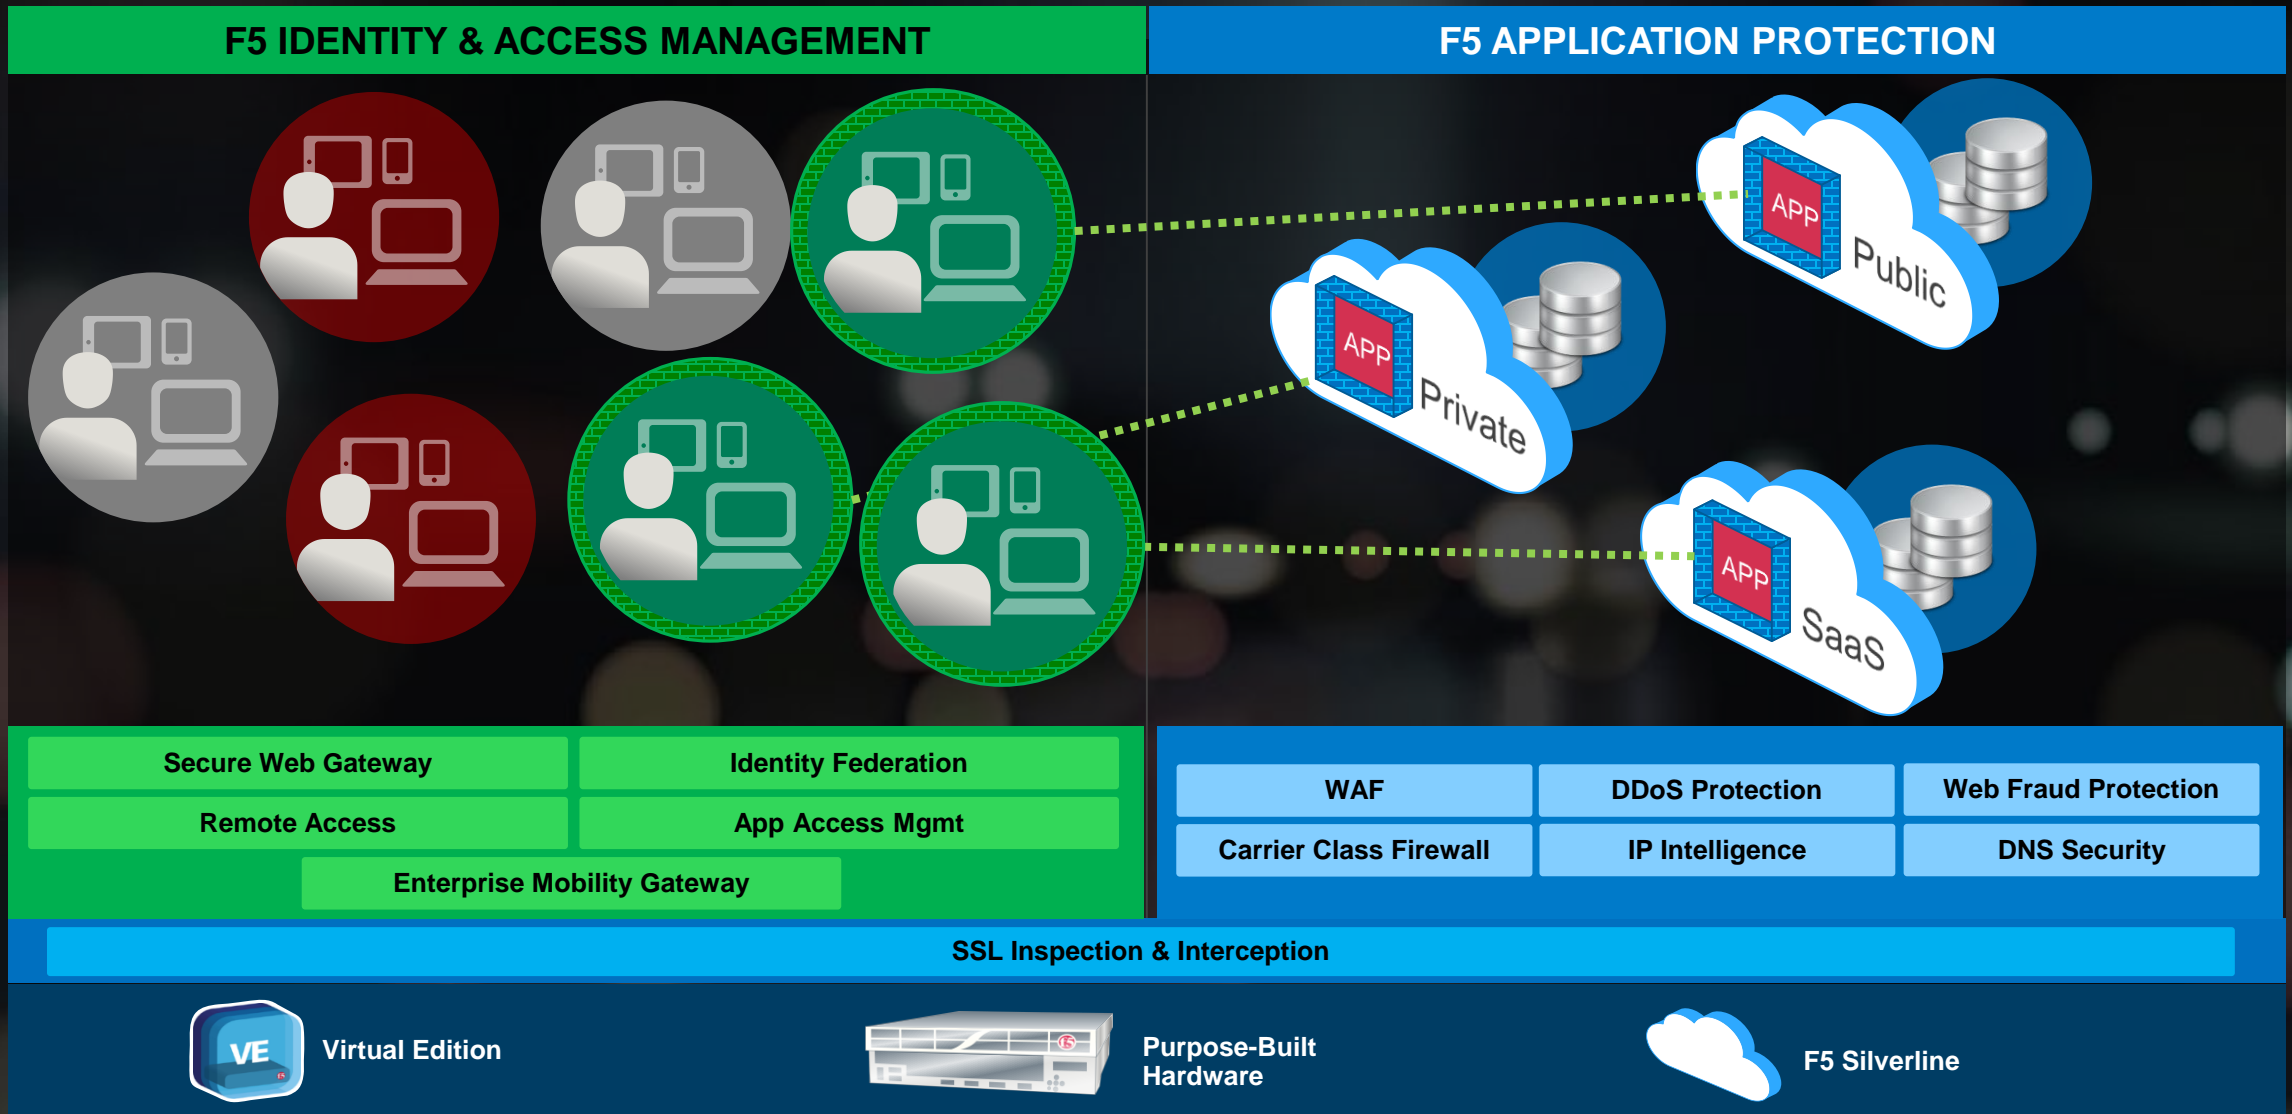 F5 IDENTITY & ACCESS MANAGEMENT
F5 APPLICATION PROTECTION
APP
Public
APP
Private
APP
SaaS
Secure Web Gateway
Identity Federation
Remote Access
App Access Mgmt
Enterprise Mobility Gateway
WAF
DDoS Protection
Web Fraud Protection
Carrier Class Firewall
IP Intelligence
DNS Security
SSL Inspection & Interception
VE
Virtual Edition
f5
Purpose-Built
Hardware
F5 Silverline